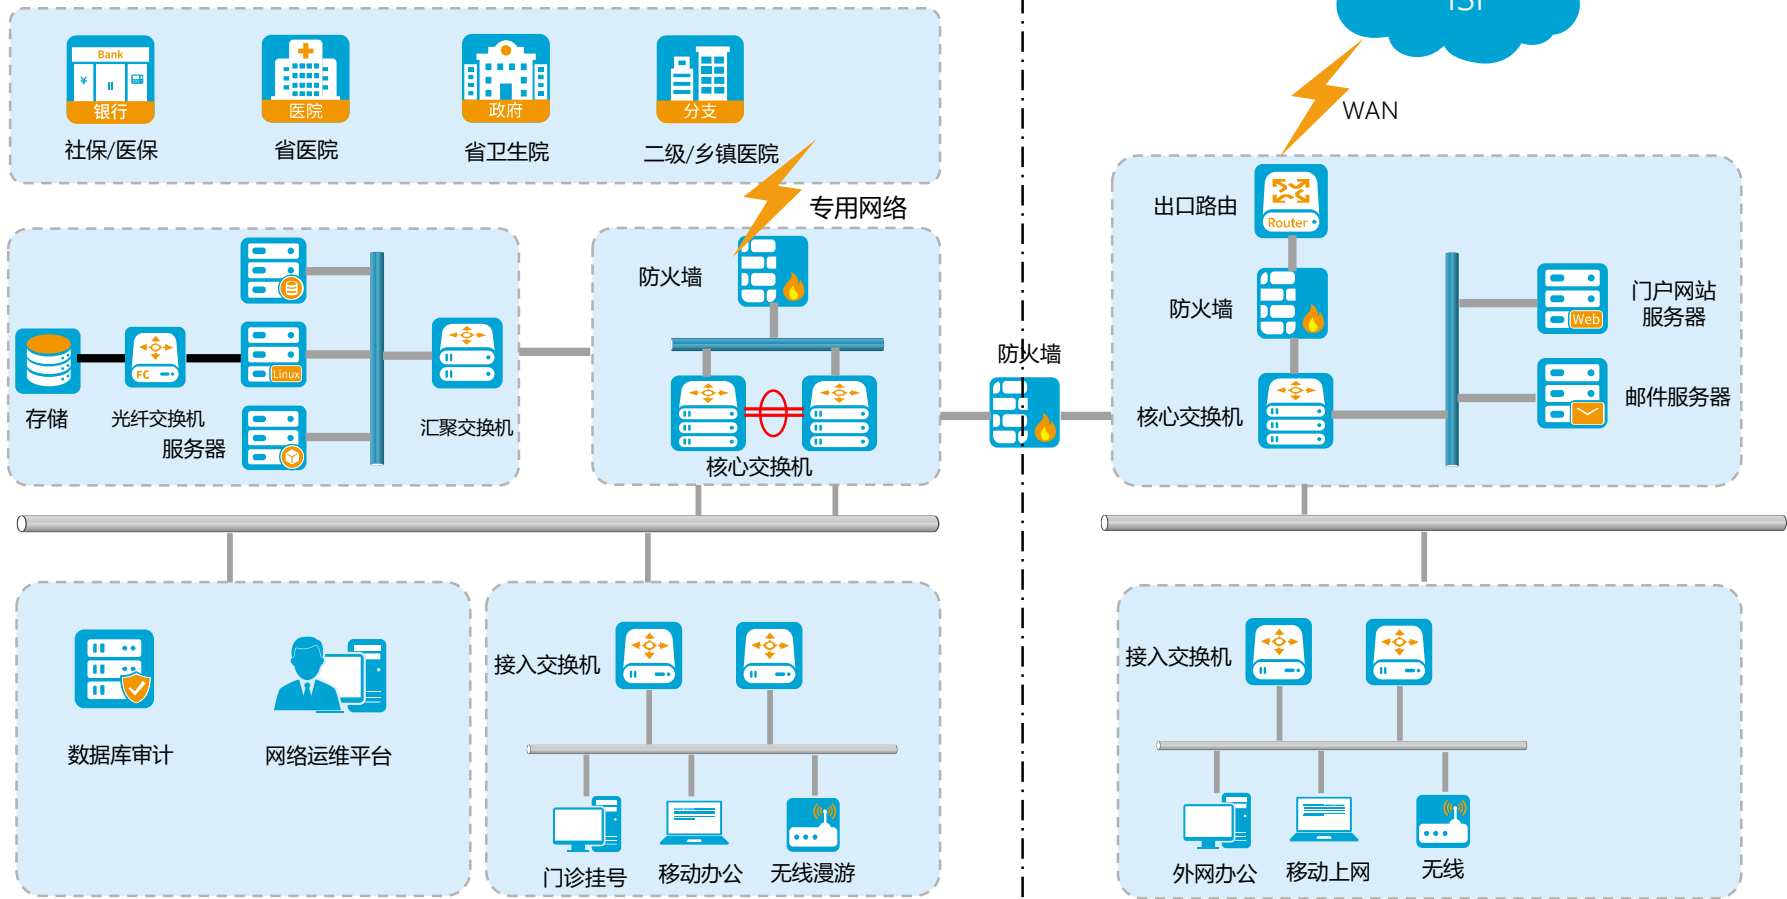 Bank
银行
社保/医保
医院
省医院
政府
省卫生院
分支
二级/乡镇医院
专用网络
存储
FC
光纤交换机
Linux
服务器
汇聚交换机
防火墙
核心交换机
防火墙
WAN
出口路由
Router
防火墙
核心交换机
Web
门户网站
服务器
邮件服务器
数据库审计
网络运维平台
接入交换机
门诊挂号
移动办公
无线漫游
接入交换机
外网办公
移动上网
无线